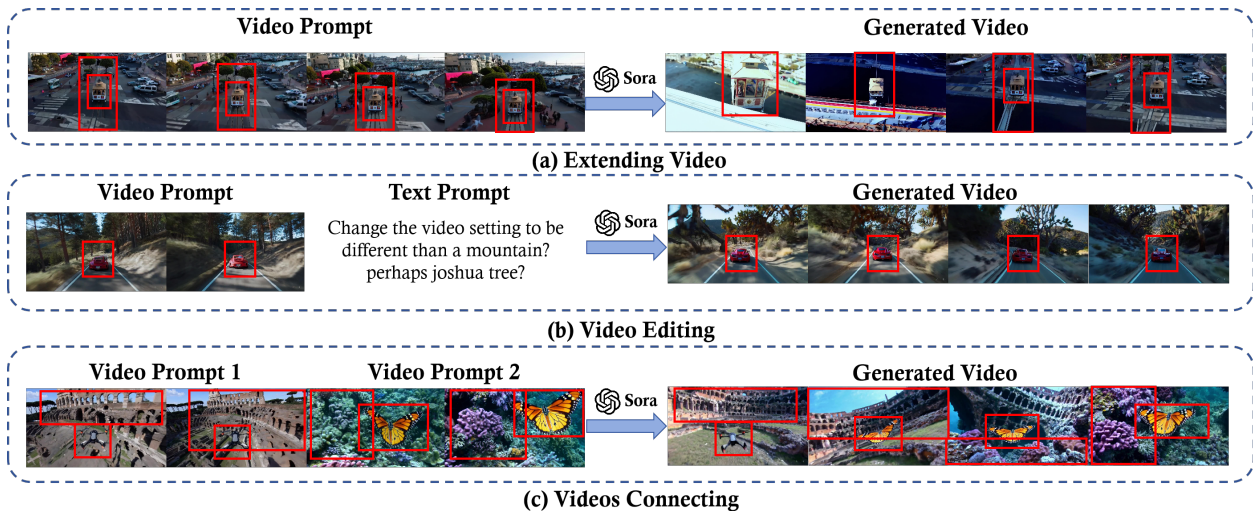 Video Prompt
Generated Video
Sora
(a) Extending Video
Video Prompt
Text Prompt
Generated Video
Change the video setting to be
different than a mountain?
perhaps joshua tree?
Sora
(b) Video Editing
Video Prompt 1
Video Prompt 2
Generated Video
Sora
(c) Videos Connecting